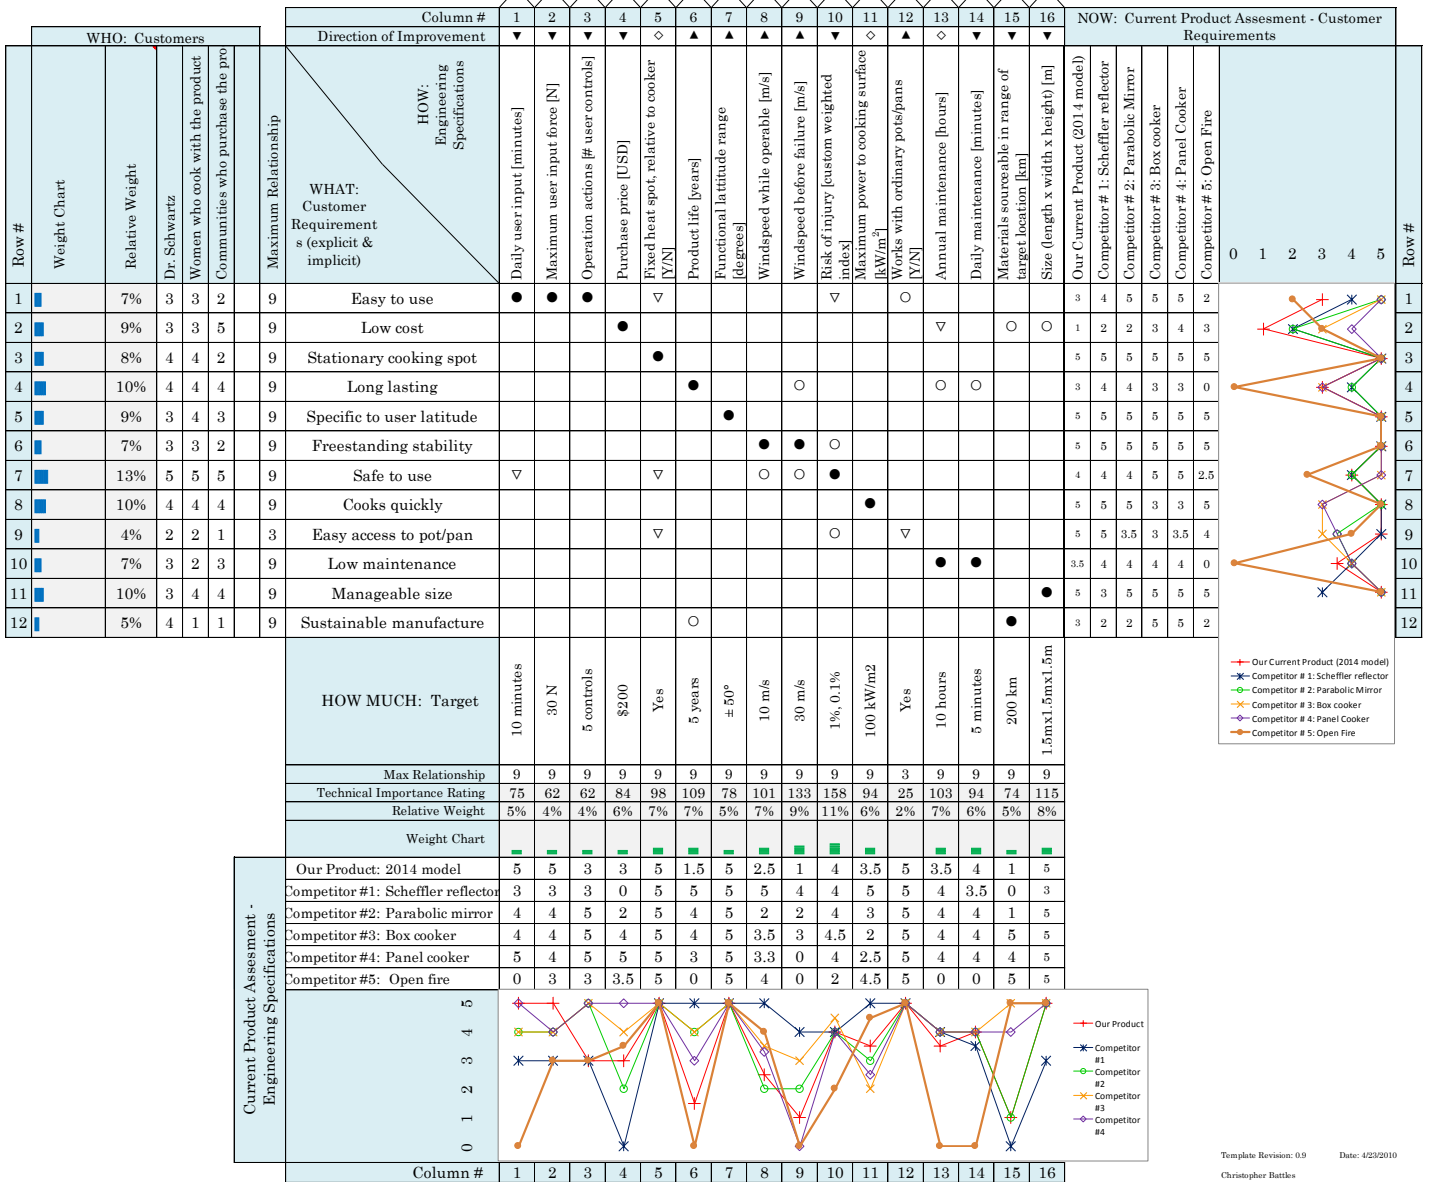 Column # 1 2 3 4 5 6 7 8 9 10 11 12 13 14 15 16
NOW: Current Product Assesment - Customer
Requirements
WHO: Customers
Direction of Improvement ▼ ▼ ▼ ▼ ◇ ▲ ▲ ▲ ▲ ▼ ◇ ▲ ◇ ▼ ▼ ▼
Row #
Weight Chart
Relative Weight
Dr. Schwartz
Women who cook with the product
Communities who purchase the pro
Maximum Relationship
HOW:
Engineering
Specifications
WHAT:
Customer
Requirement
s (explicit &
implicit)
Daily user input [minutes]
Maximum user input force [N]
Operation actions [# user controls]
Purchase price [USD]
Fixed heat spot, relative to cooker
[Y/N]
Product life [years]
Functional lattitude range
[degrees]
Windspeed while operable [m/s]
Windspeed before failure [m/s]
Risk of injury [custom weighted
index]
Maximum power to cooking surface
[kW/m²]
Works with ordinary pots/pans
[Y/N]
Annual maintenance [hours]
Daily maintenance [minutes]
Materials sourceable in range of
target location [km]
Size (length x width x height) [m]
Our Current Product (2014 model)
Competitor # 1: Scheffler reflector
Competitor # 2: Parabolic Mirror
Competitor # 3: Box cooker
Competitor # 4: Panel Cooker
Competitor # 5: Open Fire
0 1 2 3 4 5
Row #
1 7% 3 3 2 9 Easy to use ● ● ● ▽ ▽ ○ 3 4 5 5 5 2 1
2 9% 3 3 5 9 Low cost ● ▽ ○ ○ 1 2 2 3 4 3 2
3 8% 4 4 2 9 Stationary cooking spot ● 5 5 5 5 5 5 3
4 10% 4 4 4 9 Long lasting ● ○ ○ ○ 3 4 4 3 3 0 4
5 9% 3 4 3 9 Specific to user latitude ● 5 5 5 5 5 5 5
6 7% 3 3 2 9 Freestanding stability ● ● ○ 5 5 5 5 5 5 6
7 13% 5 5 5 9 Safe to use ▽ ▽ ○ ○ ● 4 4 4 5 5 2.5 7
8 10% 4 4 4 9 Cooks quickly ● 5 5 5 3 3 5 8
9 4% 2 2 1 3 Easy access to pot/pan ▽ ○ ▽ 5 5 3.5 3 3.5 4 9
10 7% 3 2 3 9 Low maintenance ● ● 3.5 4 4 4 4 0 10
11 10% 3 4 4 9 Manageable size ● 5 3 5 5 5 5 11
12 5% 4 1 1 9 Sustainable manufacture ○ ● 3 2 2 5 5 2 12
HOW MUCH: Target
10 minutes
30 N
5 controls
$200
Yes
5 years
± 50°
10 m/s
30 m/s
1%, 0.1%
100 kW/m2
Yes
10 hours
5 minutes
200 km
1.5mx1.5mx1.5m
Our Current Product (2014 model)
Competitor # 1: Scheffler reflector
Competitor # 2: Parabolic Mirror
Competitor # 3: Box cooker
Competitor # 4: Panel Cooker
Competitor # 5: Open Fire
Max Relationship 9 9 9 9 9 9 9 9 9 9 9 3 9 9 9 9
Technical Importance Rating 75 62 62 84 98 109 78 101 133 158 94 25 103 94 74 115
Relative Weight 5% 4% 4% 6% 7% 7% 5% 7% 9% 11% 6% 2% 7% 6% 5% 8%
Weight Chart
Current Product Assesment -
Engineering Specifications
Our Product: 2014 model 5 5 3 3 5 1.5 5 2.5 1 4 3.5 5 3.5 4 1 5
Competitor #1: Scheffler reflector 3 3 3 0 5 5 5 5 4 4 5 5 4 3.5 0 3
Competitor #2: Parabolic mirror 4 4 5 2 5 4 5 2 2 4 3 5 4 4 1 5
Competitor #3: Box cooker 4 4 5 4 5 4 5 3.5 3 4.5 2 5 4 4 5 5
Competitor #4: Panel cooker 5 4 5 5 5 3 5 3.3 0 4 2.5 5 4 4 4 5
Competitor #5: Open fire 0 3 3 3.5 5 0 5 4 0 2 4.5 5 0 0 5 5
5
4
3
2
1
0
Our Product
Competitor
#1
Competitor
#2
Competitor
#3
Competitor
#4
Column # 1 2 3 4 5 6 7 8 9 10 11 12 13 14 15 16
Template Revision: 0.9 Date: 4/23/2010
Christopher Battles